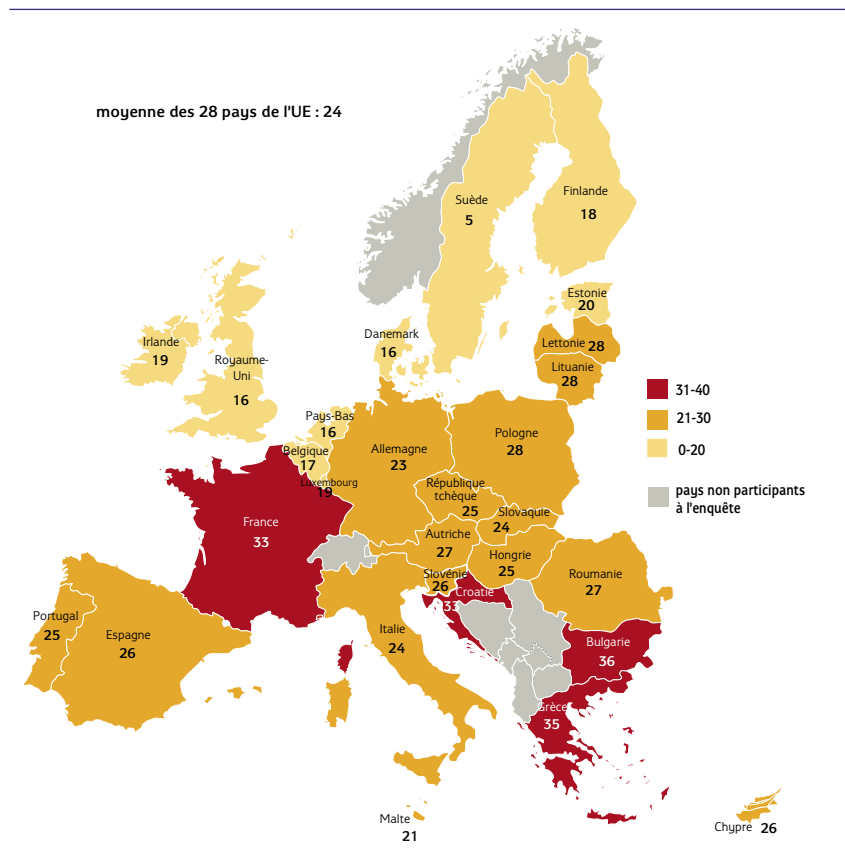 moyenne des 28 pays de l'UE : 24
Suède
5
Finlande
18
Estonie
20
Lettonie 28
Lituanie
28
Irlande
19
Royaume-
Uni
16
Danemark
16
Pays-Bas
16
Belgique
17
Luxembourg
19
Allemagne
23
Pologne
28
République
tchèque
25
Slovaquie
24
Autriche
27
Hongrie
25
Slovénie
26
Croatie
33
Roumanie
27
France
33
Portugal
25
Espagne
26
Italie
24
Bulgarie
36
Grèce
35
Malte
21
Chypre 26
31-40
21-30
0-20
pays non participants
à l'enquête